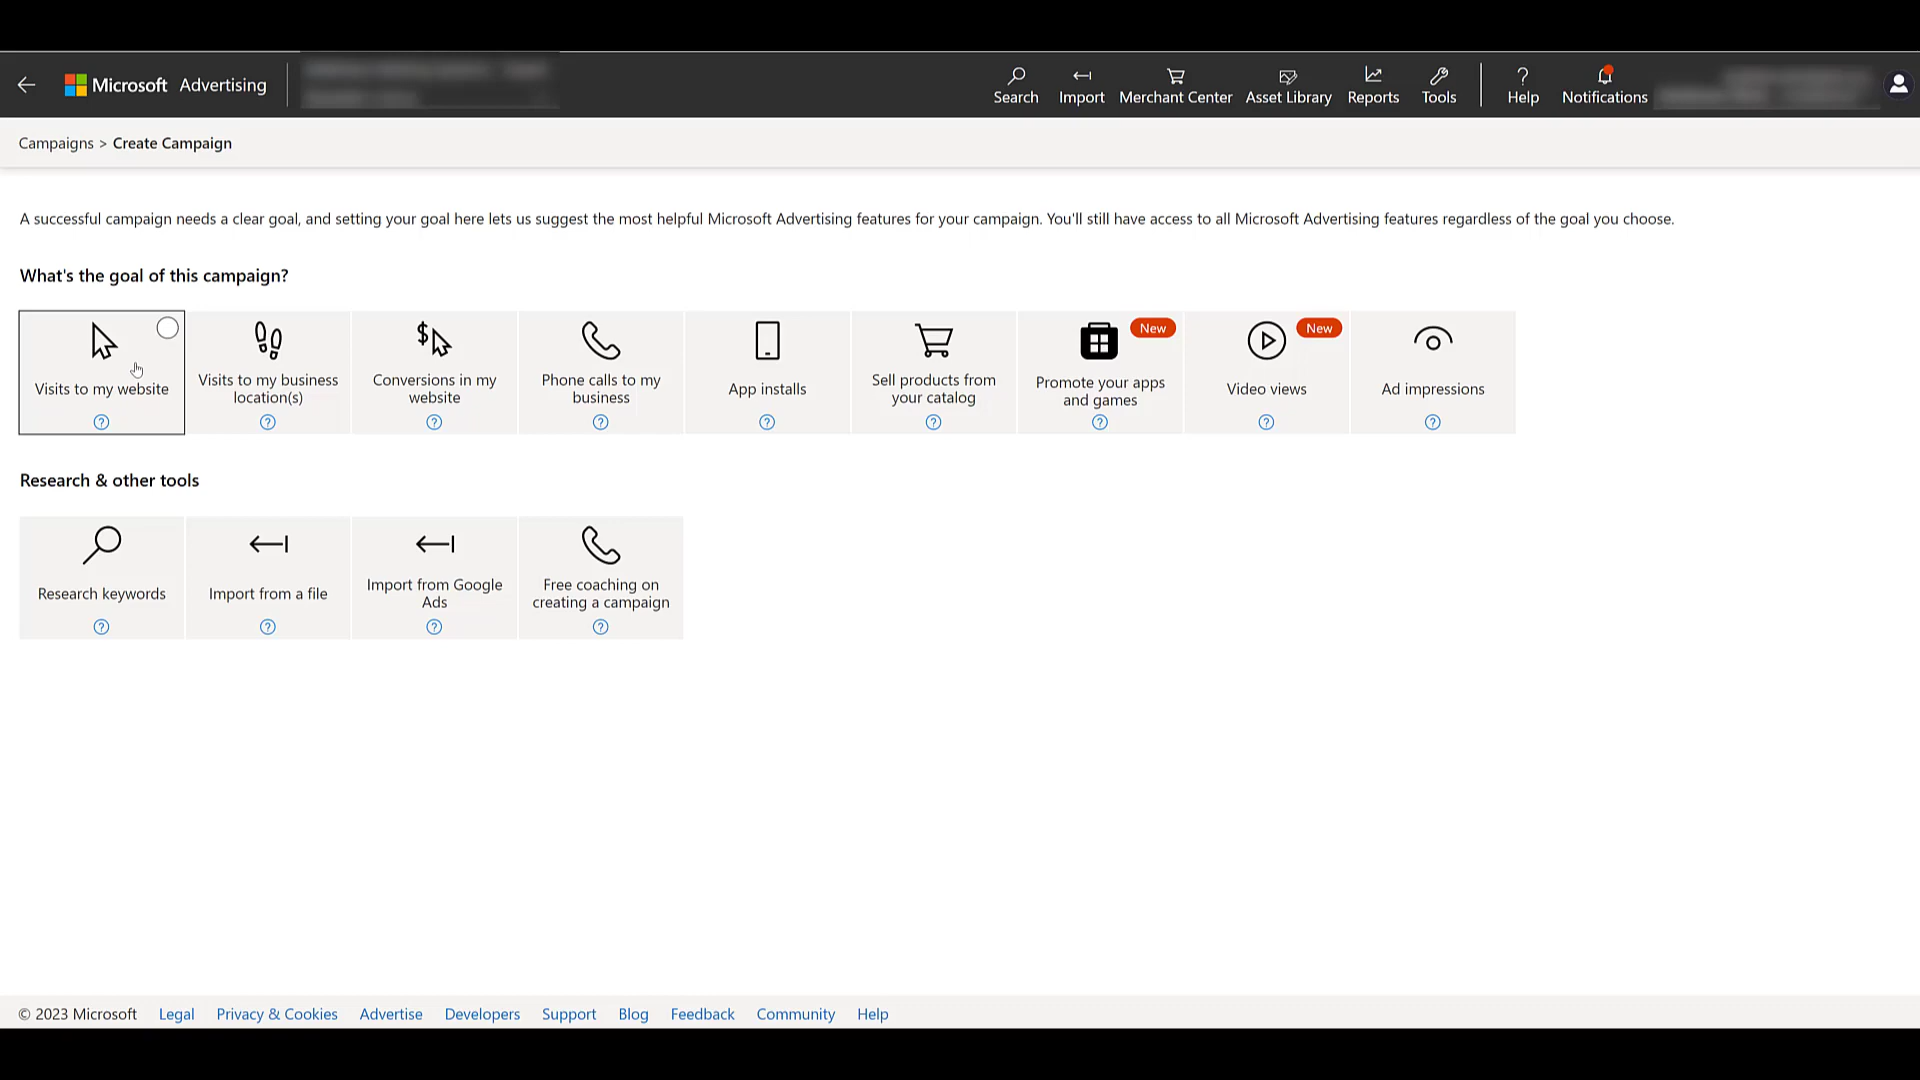 Microsoft Advertising
Search Import Merchant Center Asset Library Reports Tools Help Notifications
Campaigns > Create Campaign
A successful campaign needs a clear goal, and setting your goal here lets us suggest the most helpful Microsoft Advertising features for your campaign. You'll still have access to all Microsoft Advertising features regardless of the goal you choose.
What's the goal of this campaign?
Visits to my website
Visits to my business
location(s)
Conversions in my
website
Phone calls to my
business
App installs
Sell products from
your catalog
New
Promote your apps
and games
New
Video views
Ad impressions
Research & other tools
Research keywords
Import from a file
Import from Google
Ads
Free coaching on
creating a campaign
© 2023 Microsoft Legal Privacy & Cookies Advertise Developers Support Blog Feedback Community Help